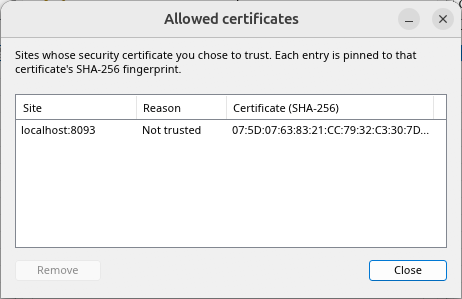 Allowed certificates
Sites whose security certificate you chose to trust. Each entry is pinned to that
certificate's SHA-256 fingerprint.
Site Reason Certificate (SHA-256)
localhost:8093 Not trusted 07:5D:07:63:83:21:CC:79:32:C3:30:7D...
Remove Close